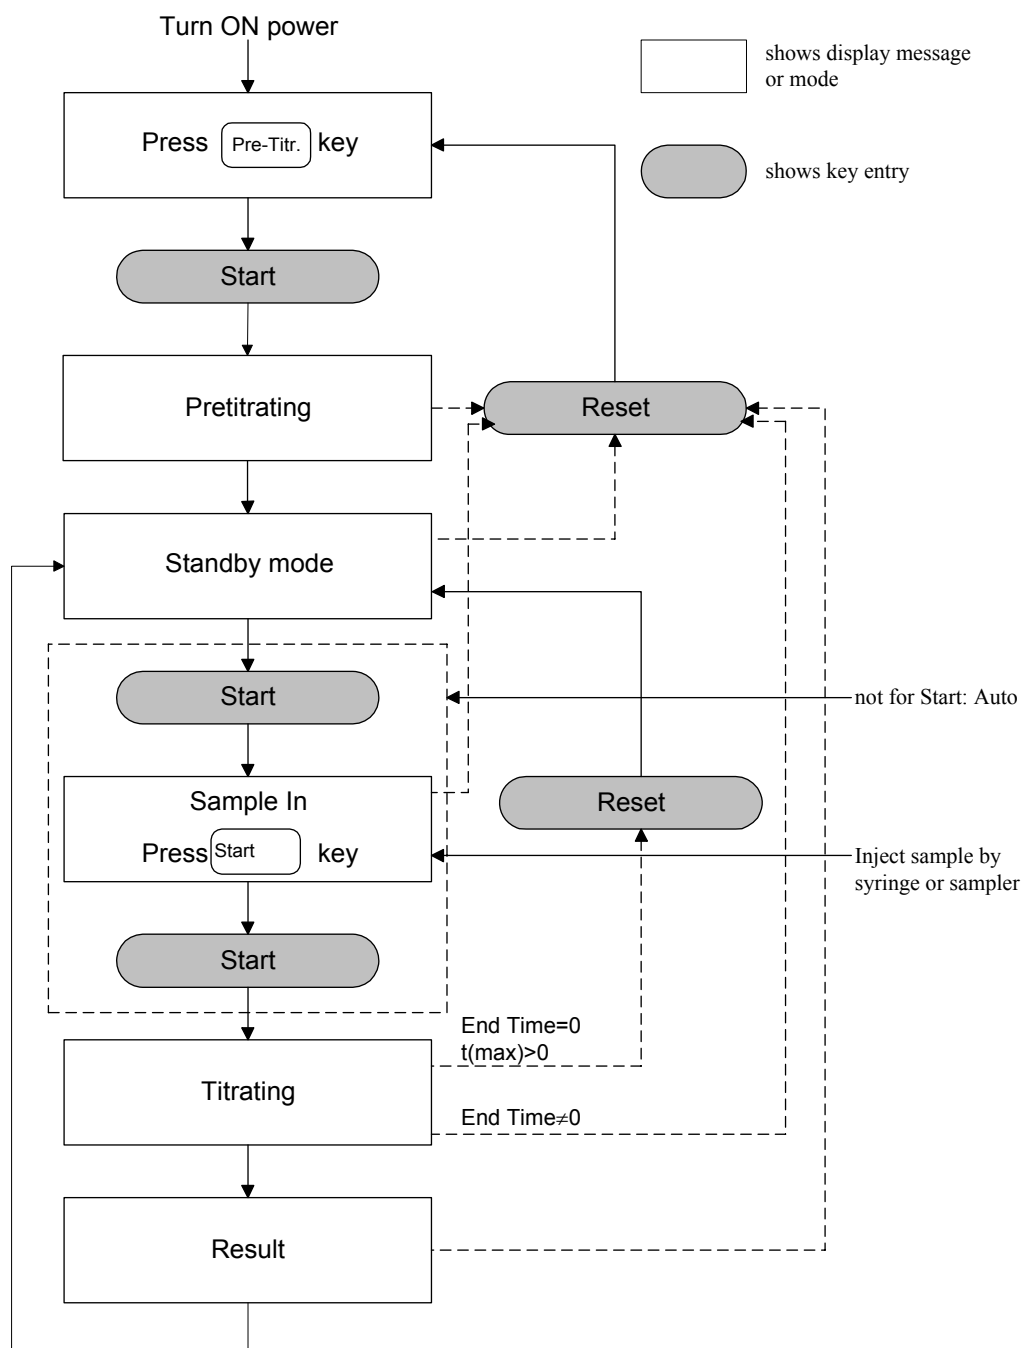 Turn ON power
shows display message
or mode
Press Pre-Titr. key
shows key entry
Start
Pretitrating
Reset
Standby mode
Start
not for Start: Auto
Sample In
Reset
Press Start key
Inject sample by
syringe or sampler
Start
End Time=0
t(max)>0
Titrating
End Time≠0
Result